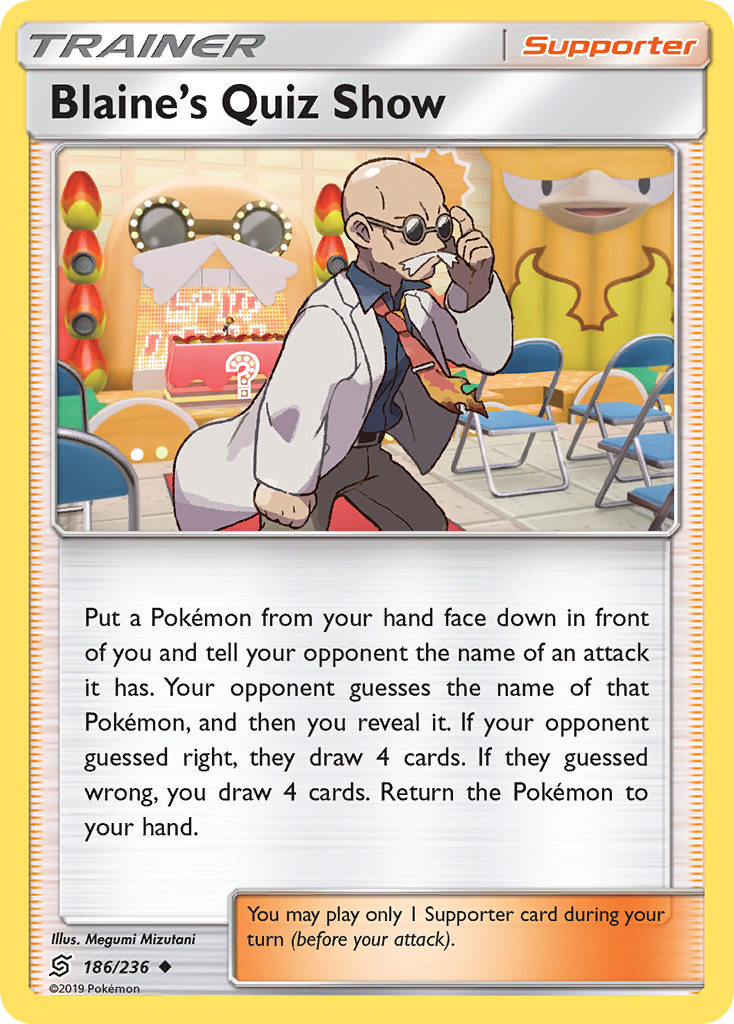 TRAINER
Supporter
Blaine's Quiz Show
?
Put a Pokémon from your hand face down in front
of you and tell your opponent the name of an attack
it has. Your opponent guesses the name of that
Pokémon, and then you reveal it. If your opponent
guessed right, they draw 4 cards. If they guessed
wrong, you draw 4 cards. Return the Pokémon to
your hand.
You may play only 1 Supporter card during your
turn (before your attack).
Illus. Megumi Mizutani
186/236
©2019 Pokémon